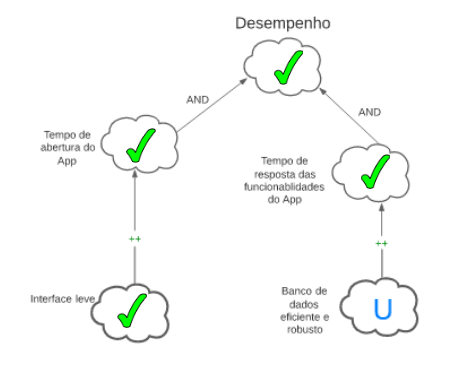 Desempenho
AND
AND
Tempo de
abertura do
App
Tempo de
resposta das
funcionablidades
do App
++
++
Interface leve
Banco de
dados
eficiente e
robusto
U